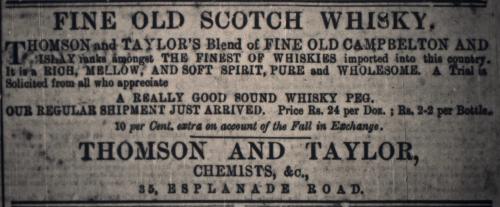 FINE OLD SCOTCH WHISKY.
THOMSON and TAYLOR'S Blend of FINE OLD CAMPBELTON AND
ISLAY ranks amongst THE FINEST OF WHISKIES imported into this country.
It is a RICH, MELLOW, AND SOFT SPIRIT, PURE and WHOLESOME. A Trial is
Solicited from all who appreciate
A REALLY GOOD SOUND WHISKY PEG.
OUR REGULAR SHIPMENT JUST ARRIVED. Price Rs. 24 per Doz. ; Rs. 2-2 per Bottle.
10 per Cent. extra on account of the Fall in Exchange.
THOMSON AND TAYLOR,
CHEMISTS, &c.,
35, ESPLANADE ROAD.